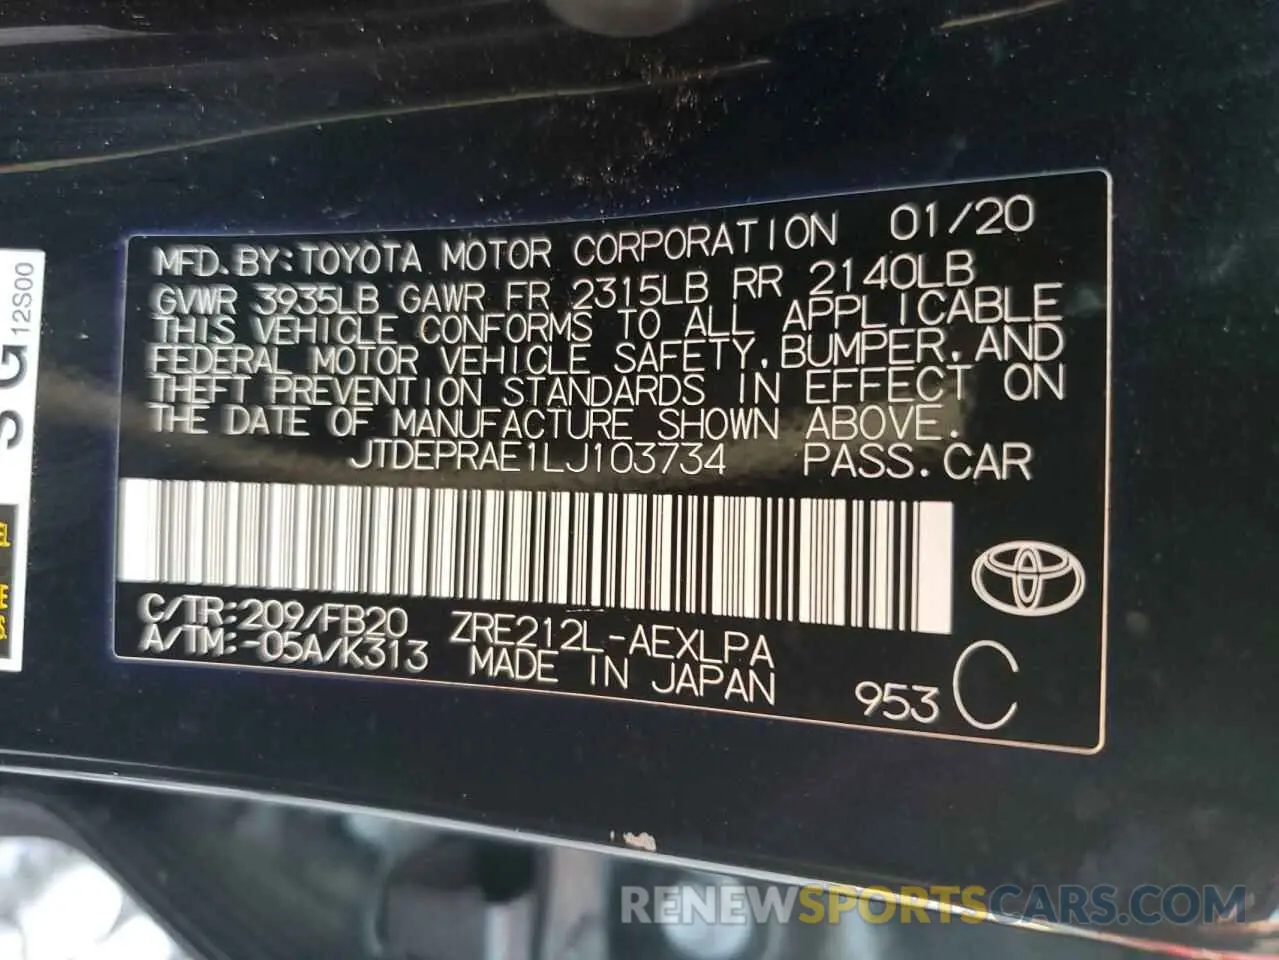 MFD. BY: TOYOTA MOTOR CORPORATION 01/20
GVWR 3935LB GAWR FR 2315LB RR 2140LB
THIS VEHICLE CONFORMS TO ALL APPLICABLE
FEDERAL MOTOR VEHICLE SAFETY, BUMPER, AND
THEFT PREVENTION STANDARDS IN EFFECT ON
THE DATE OF MANUFACTURE SHOWN ABOVE.
JTDEPRAE1LJ103734 PASS. CAR
C/TR: 209/FB20 ZRE212L-AEXLPA
A/TM: -05A/K313 MADE IN JAPAN
953 C
12S00
RENEWSPORTSCARS.COM